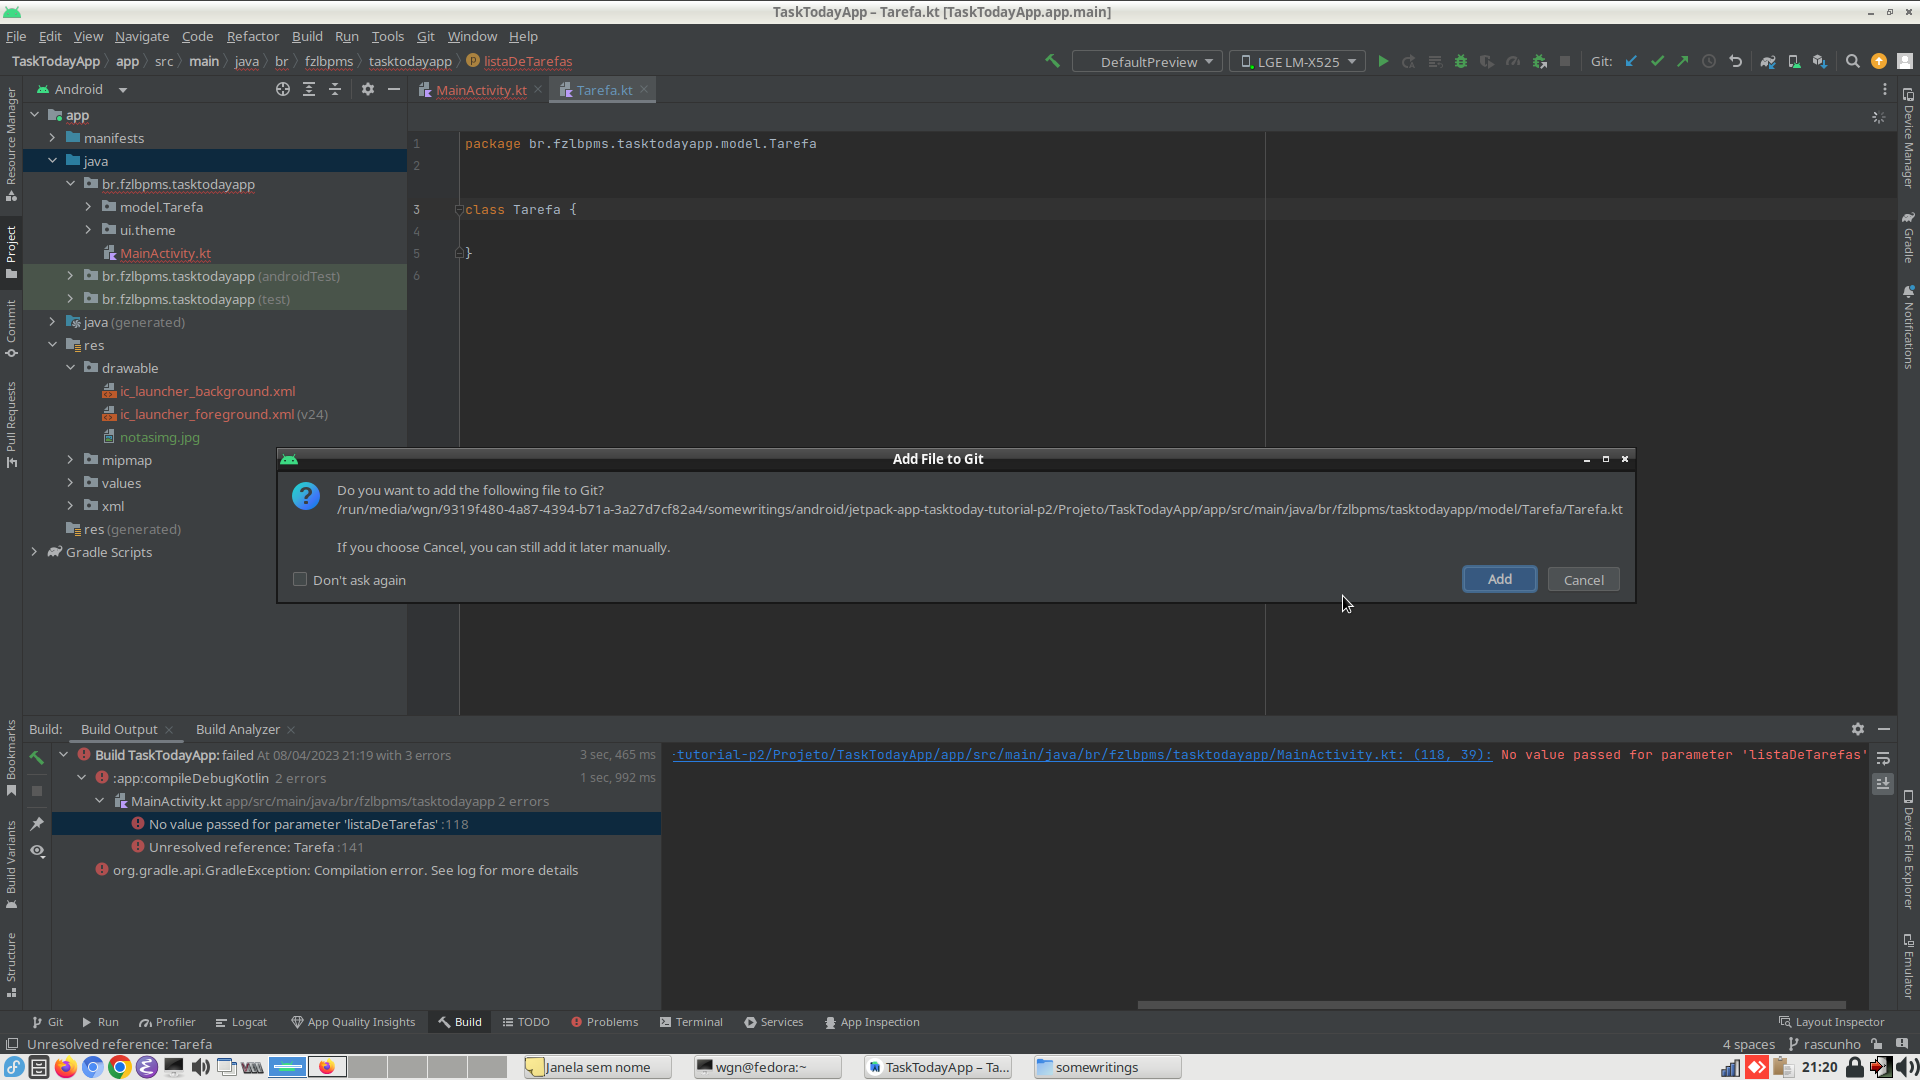 TaskTodayApp – Tarefa.kt [TaskTodayApp.app.main]
File Edit View Navigate Code Refactor Build Run Tools Git Window Help
TaskTodayApp app src main java br fzlbpms tasktodayapp listaDeTarefas DefaultPreview LGE LM-X525 Git:
Android
MainActivity.kt Tarefa.kt
app
manifests
java
br.fzlbpms.tasktodayapp
model.Tarefa
ui.theme
MainActivity.kt
br.fzlbpms.tasktodayapp (androidTest)
br.fzlbpms.tasktodayapp (test)
java (generated)
res
drawable
ic_launcher_background.xml
ic_launcher_foreground.xml (v24)
notasimg.jpg
mipmap
values
xml
res (generated)
Gradle Scripts
1 package br.fzlbpms.tasktodayapp.model.Tarefa
2
3 class Tarefa {
4
5 }
6
Add File to Git
Do you want to add the following file to Git?
/run/media/wgn/9319f480-4a87-4394-b71a-3a27d7cf82a4/somewritings/android/jetpack-app-tasktoday-tutorial-p2/Projeto/TaskTodayApp/app/src/main/java/br/fzlbpms/tasktodayapp/model/Tarefa/Tarefa.kt
If you choose Cancel, you can still add it later manually.
Don't ask again
Add Cancel
Build: Build Output Build Analyzer
Build TaskTodayApp: failed At 08/04/2023 21:19 with 3 errors 3 sec, 465 ms
:app:compileDebugKotlin 2 errors 1 sec, 992 ms
MainActivity.kt app/src/main/java/br/fzlbpms/tasktodayapp 2 errors
No value passed for parameter 'listaDeTarefas' :118
Unresolved reference: Tarefa :141
org.gradle.api.GradleException: Compilation error. See log for more details
-tutorial-p2/Projeto/TaskTodayApp/app/src/main/java/br/fzlbpms/tasktodayapp/MainActivity.kt: (118, 39): No value passed for parameter 'listaDeTarefas'
Resource Manager
Project
Commit
Pull Requests
Bookmarks
Build Variants
Structure
Device Manager
Gradle
Notifications
Device File Explorer
Emulator
Git Run Profiler Logcat App Quality Insights Build TODO Problems Terminal Services App Inspection Layout Inspector
Unresolved reference: Tarefa 4 spaces rascunho
Janela sem nome wgn@fedora:~ TaskTodayApp – Ta... somewritings 21:20